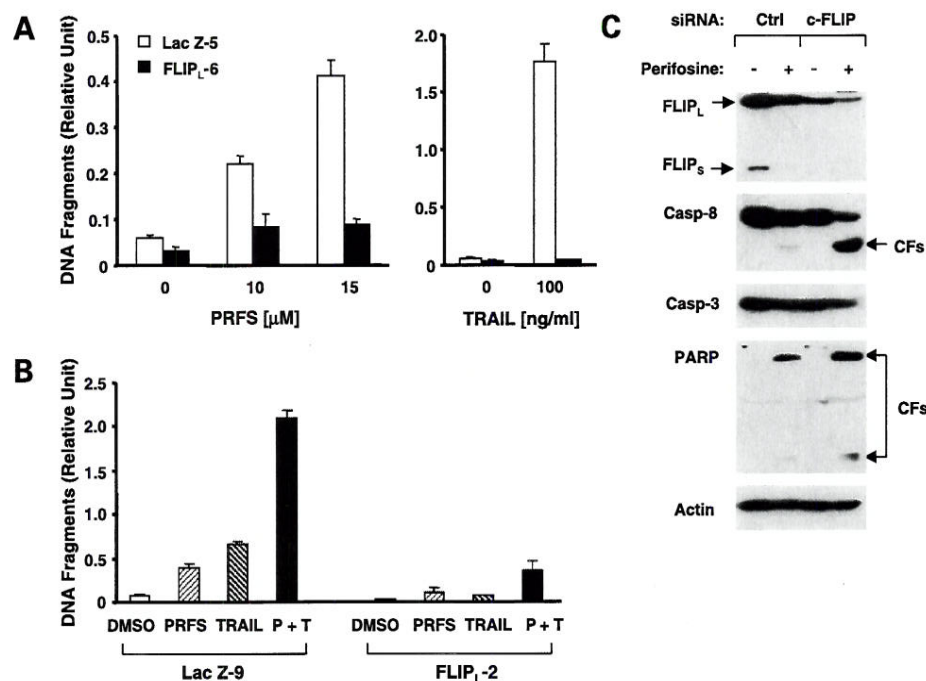 A
DNA Fragments (Relative Unit)
0.5
0.4
0.3
0.2
0.1
0
Lac Z-5
FLIPL-6
0 10 15
PRFS [μM]
2.0
1.5
1.0
0.5
0
0 100
TRAIL [ng/ml]
B
DNA Fragments (Relative Unit)
2.5
2.0
1.5
1.0
0.5
0
DMSO PRFS TRAIL P + T DMSO PRFS TRAIL P + T
Lac Z-9 FLIPL-2
C
siRNA: Ctrl c-FLIP
Perifosine: - + - +
FLIPL
FLIPS
Casp-8
CFs
Casp-3
PARP
CFs
Actin